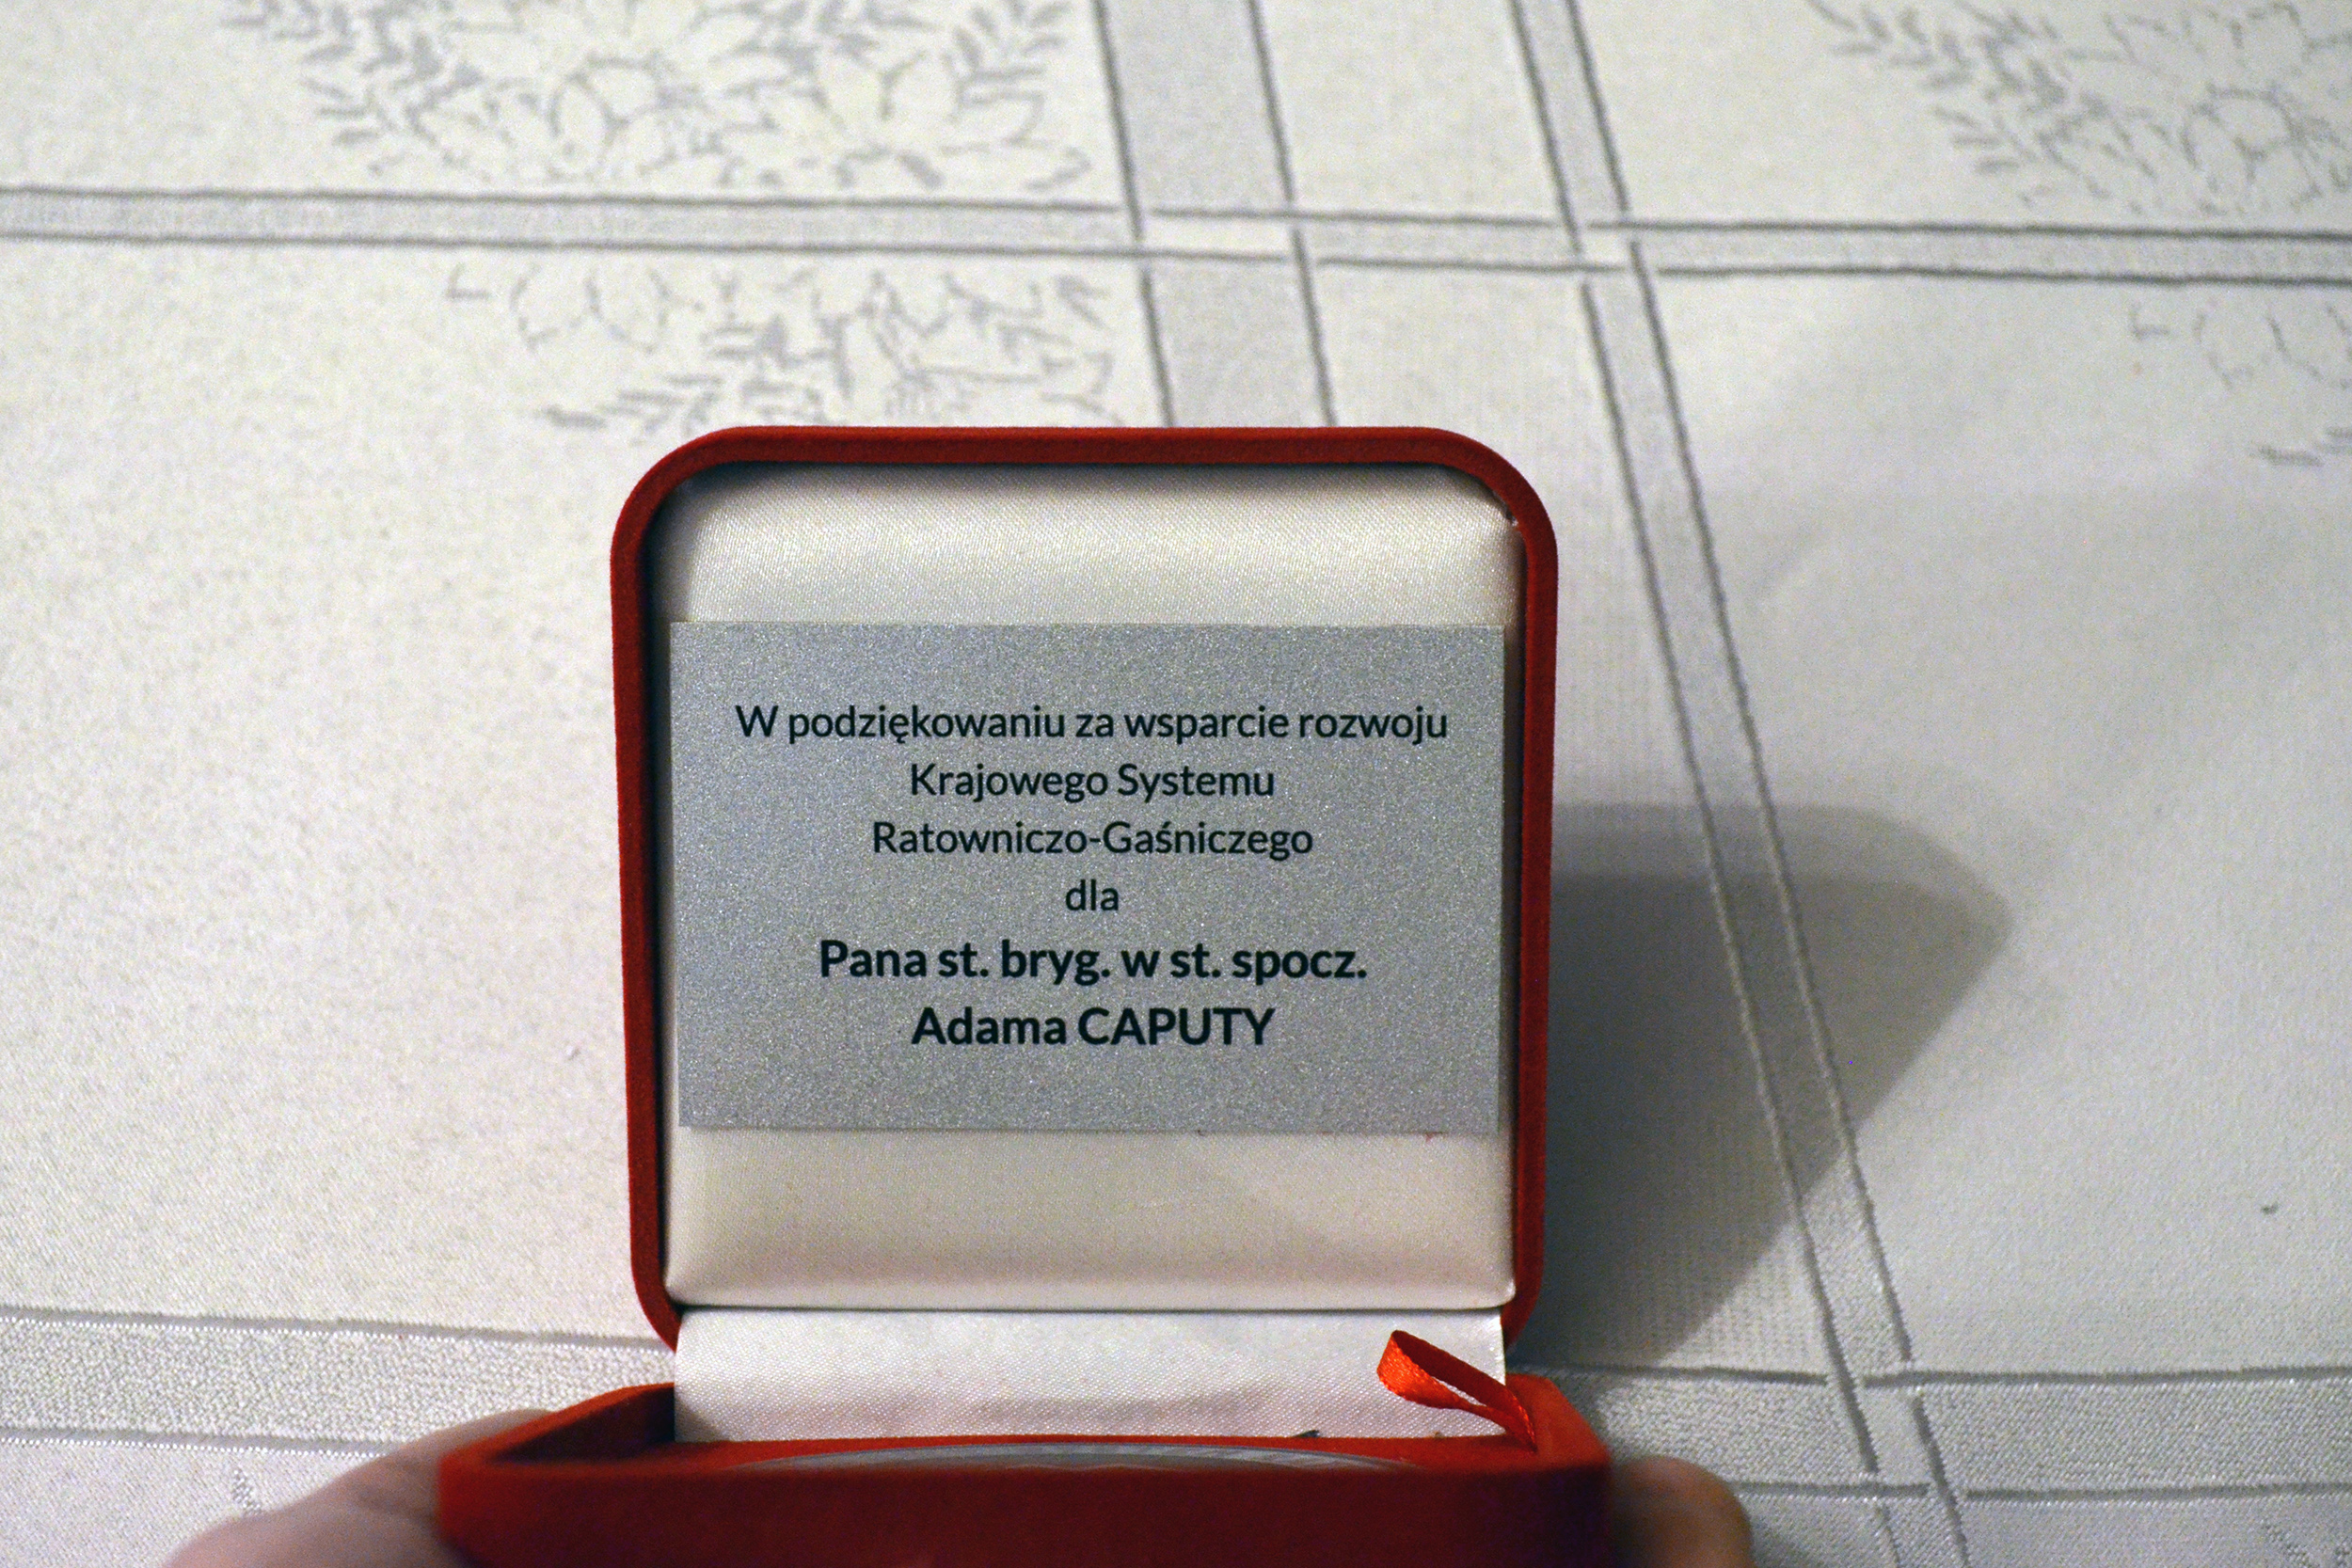 W podziękowaniu za wsparcie rozwoju
Krajowego Systemu
Ratowniczo-Gaśniczego
dla
Pana st. bryg. w st. spocz.
Adama CAPUTY